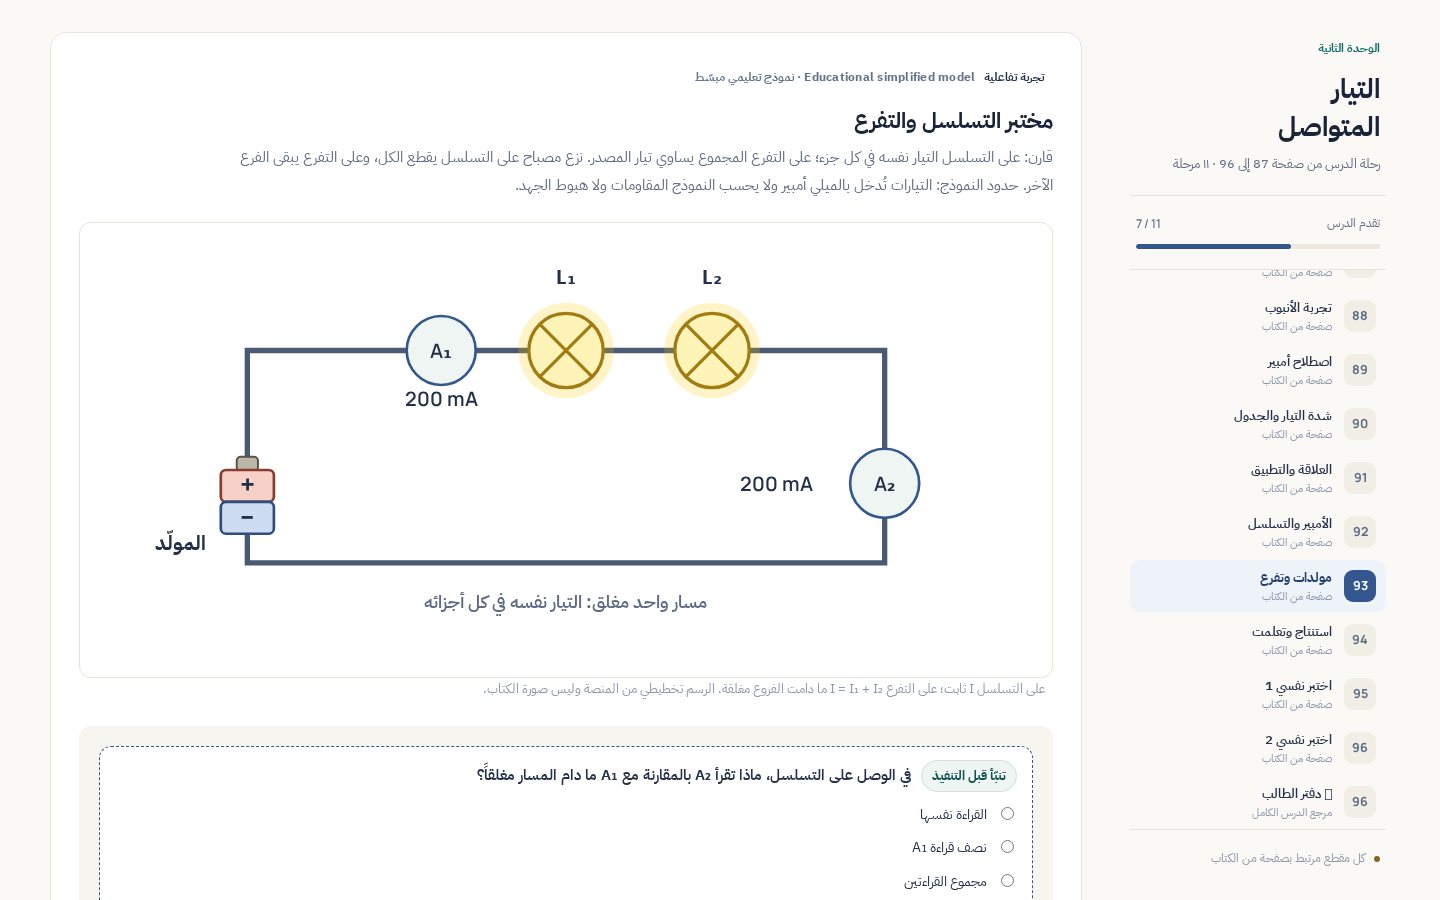 الوحدة الثانية
التيار
المتواصل
رحلة الدرس من صفحة 87 إلى 96 · ١١ مرحلة
تقدم الدرس
7 / 11
صفحة من الكتاب
88
تجربة الأنبوب
صفحة من الكتاب
89
اصطلاح أمبير
صفحة من الكتاب
90
شدة التيار والجدول
صفحة من الكتاب
91
العلاقة والتطبيق
صفحة من الكتاب
92
الأمبير والتسلسل
صفحة من الكتاب
93
مولدات وتفرع
صفحة من الكتاب
94
استنتاج وتعلمت
صفحة من الكتاب
95
اختبر نفسي 1
صفحة من الكتاب
96
اختبر نفسي 2
صفحة من الكتاب
96
دفتر الطالب
مرجع الدرس الكامل
كل مقطع مرتبط بصفحة من الكتاب
تجربة تفاعلية Educational simplified model · نموذج تعليمي مبسّط
مختبر التسلسل والتفرع
قارن: على التسلسل التيار نفسه في كل جزء؛ على التفرع المجموع يساوي تيار المصدر. نزع مصباح على التسلسل يقطع الكل، وعلى التفرع يبقى الفرع
الآخر. حدود النموذج: التيارات تُدخل بالميلي أمبير ولا يحسب النموذج المقاومات ولا هبوط الجهد.
L₁
L₂
A₁
200 mA
A₂
200 mA
+
−
المولّد
مسار واحد مغلق: التيار نفسه في كل أجزائه
على التسلسل I ثابت؛ على التفرع I = I₁ + I₂ ما دامت الفروع مغلقة. الرسم تخطيطي من المنصة وليس صورة الكتاب.
تنبّأ قبل التنفيذ
في الوصل على التسلسل، ماذا تقرأ A₂ بالمقارنة مع A₁ ما دام المسار مغلقاً؟
القراءة نفسها
نصف قراءة A₁
مجموع القراءتين